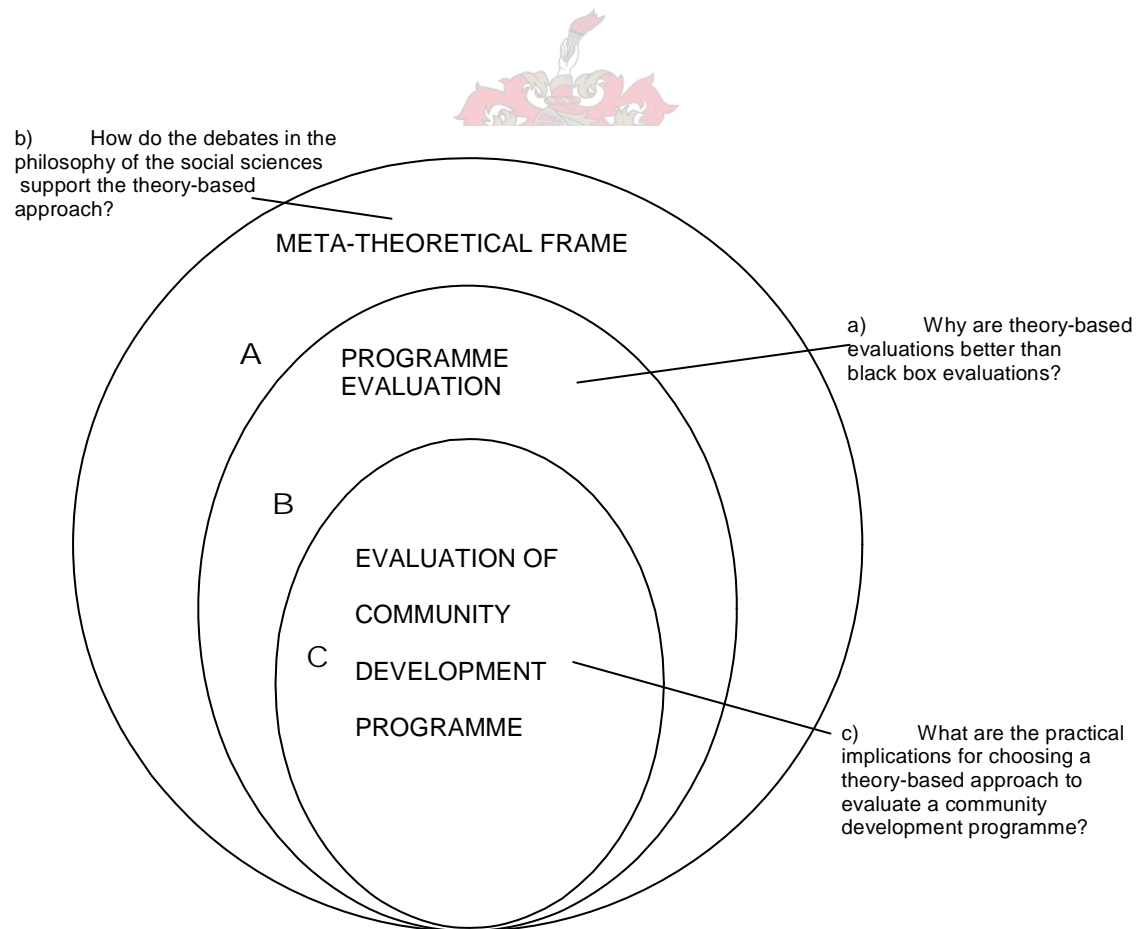 b) How do the debates in the
philosophy of the social sciences
support the theory-based
approach?
META-THEORETICAL FRAME
a) Why are theory-based
evaluations better than
black box evaluations?
A
PROGRAMME
EVALUATION
B
EVALUATION OF
COMMUNITY
C
DEVELOPMENT
PROGRAMME
c) What are the practical
implications for choosing a
theory-based approach to
evaluate a community
development programme?